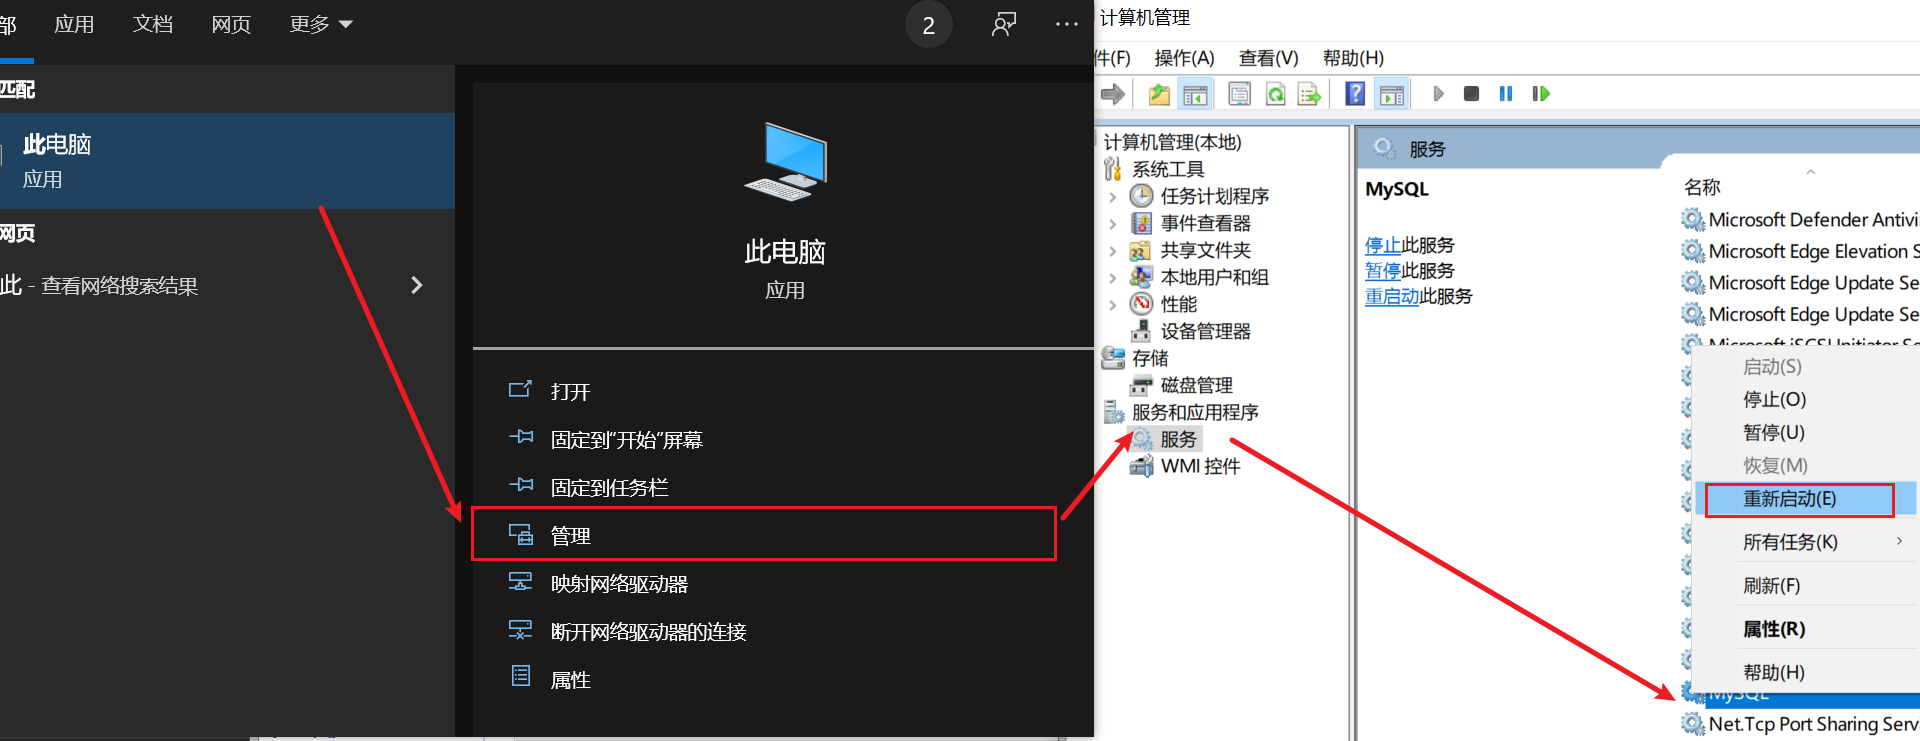 部 应用 文档 网页 更多 2
匹配
此电脑
应用
网页
此 - 查看网络搜索结果
此电脑
应用
打开
固定到"开始"屏幕
固定到任务栏
管理
映射网络驱动器
断开网络驱动器的连接
属性
计算机管理
件(F) 操作(A) 查看(V) 帮助(H)
计算机管理(本地)
系统工具
任务计划程序
事件查看器
共享文件夹
本地用户和组
性能
设备管理器
存储
磁盘管理
服务和应用程序
服务
WMI 控件
服务
MySQL
停止此服务
暂停此服务
重启动此服务
名称
Microsoft Defender Antivi
Microsoft Edge Elevation S
Microsoft Edge Update Se
Microsoft Edge Update Se
Microsoft iSCSI Initiator Se
启动(S)
停止(O)
暂停(U)
恢复(M)
重新启动(E)
所有任务(K)
刷新(F)
属性(R)
帮助(H)
MySQL
Net.Tcp Port Sharing Serv